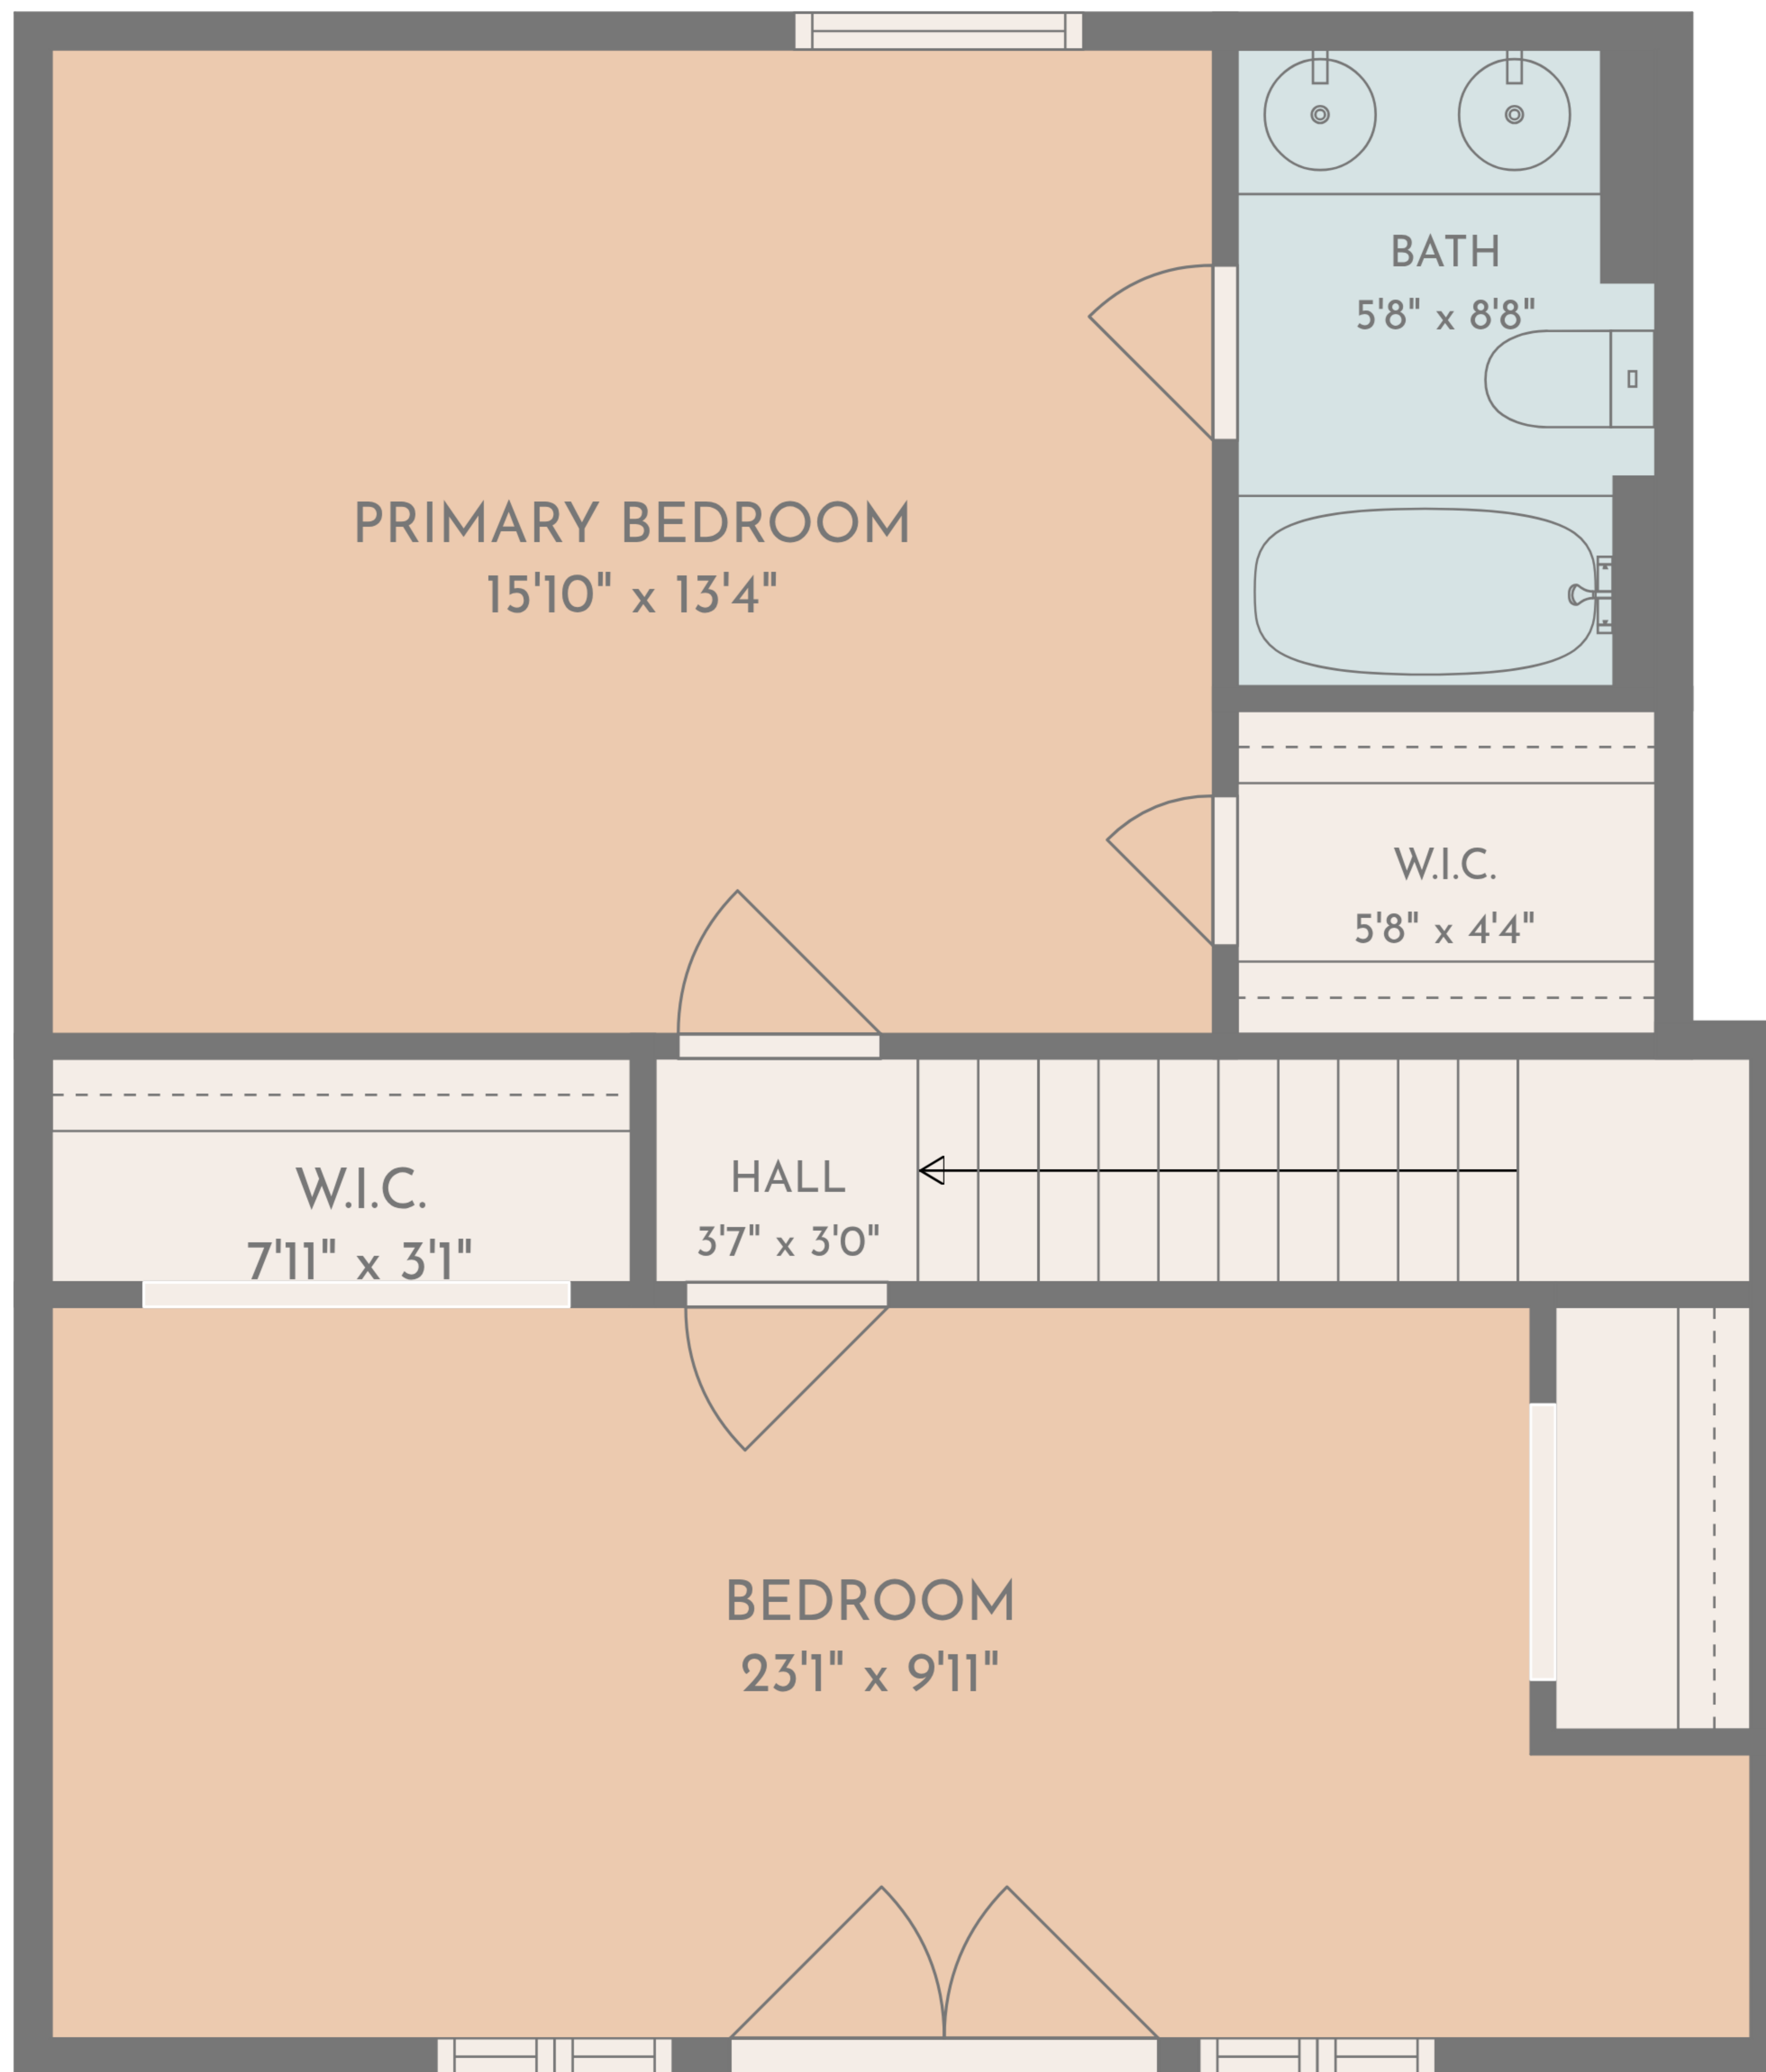 BATH
5'8" x 8'8"
PRIMARY BEDROOM
15'10" x 13'4"
W.I.C.
5'8" x 4'4"
HALL
3'7" x 3'0"
W.I.C.
7'11" x 3'1"
BEDROOM
23'1" x 9'11"